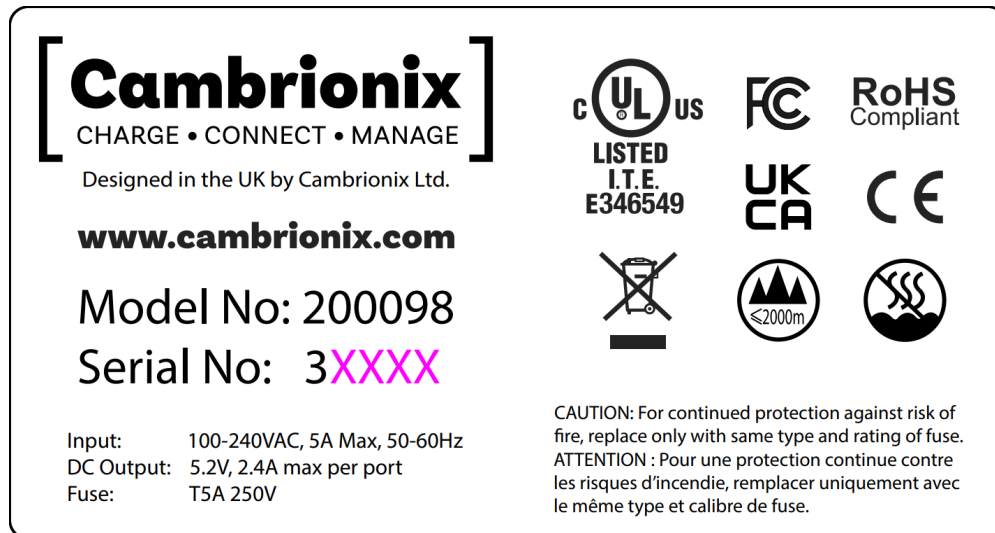 Cambrionix
CHARGE • CONNECT • MANAGE
Designed in the UK by Cambrionix Ltd.
www.cambrionix.com
Model No: 200098
Serial No: 3XXXX
Input: 100-240VAC, 5A Max, 50-60Hz
DC Output: 5.2V, 2.4A max per port
Fuse: T5A 250V
C UL US
LISTED
I.T.E.
E346549
FC
RoHS
Compliant
UK
CA
CE
≤2000m
CAUTION: For continued protection against risk of
fire, replace only with same type and rating of fuse.
ATTENTION : Pour une protection continue contre
les risques d'incendie, remplacer uniquement avec
le même type et calibre de fuse.